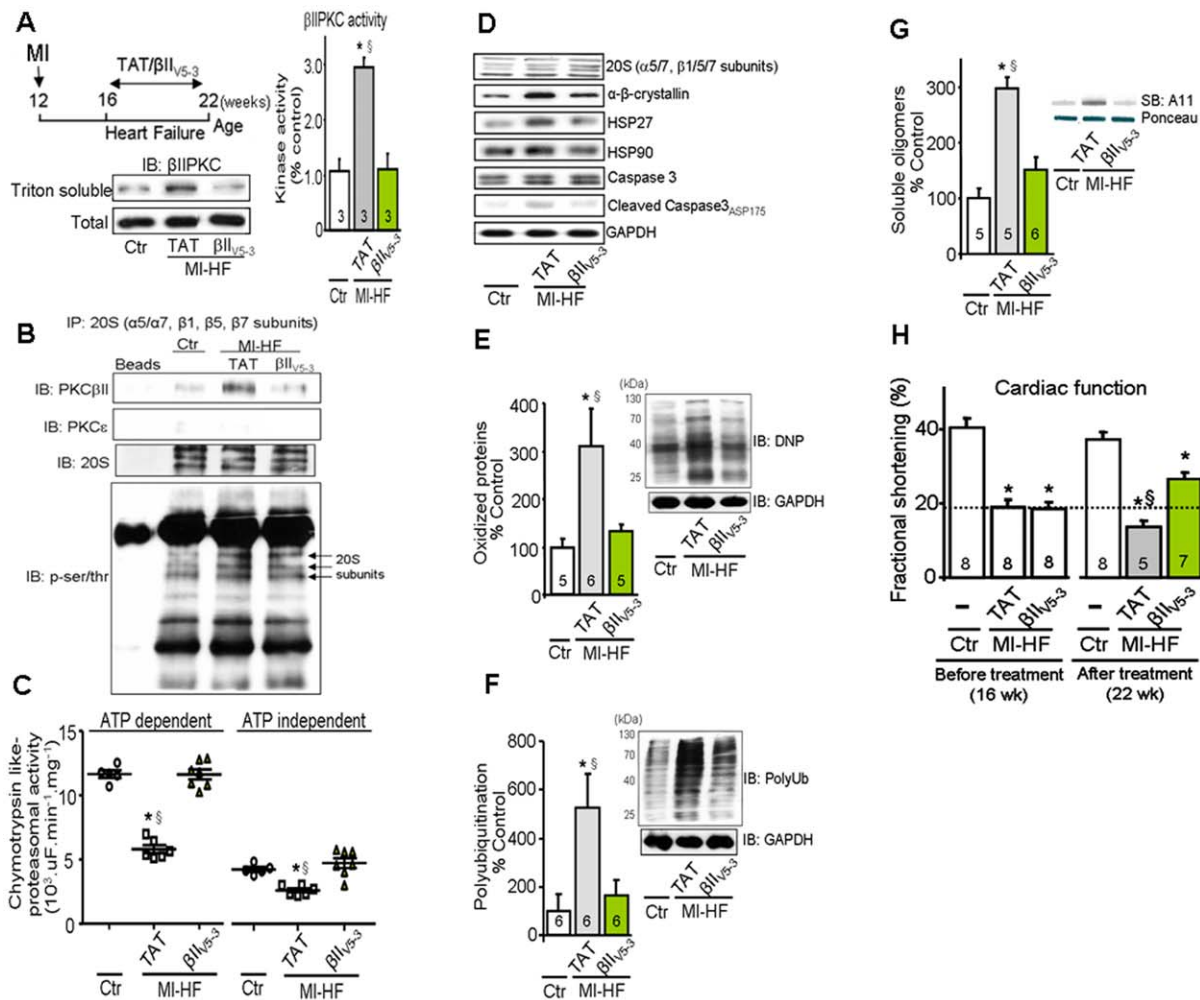 A
MI
TAT/βIIV5-3
12 16 22 (weeks)
Heart Failure Age
IB: βIIPKC
Triton soluble
Total
Ctr TAT βIIV5-3
MI-HF
βIIPKC activity
Kinase activity
(% control)
3.0
2.0
1.0
0
* §
3 3 3
TAT βIIV5-3
Ctr MI-HF
B
IP: 20S (α5/α7, β1, β5, β7 subunits)
Ctr MI-HF
Beads TAT βIIV5-3
IB: PKCβII
IB: PKCε
IB: 20S
IB: p-ser/thr
20S
subunits
C
ATP dependent ATP independent
Chymotrypsin like-
proteasomal activity
(10³.uF.min⁻¹.mg⁻¹)
15
10
5
0
* § * §
TAT βIIV5-3 TAT βIIV5-3
Ctr MI-HF Ctr MI-HF
D
20S (α5/7, β1/5/7 subunits)
α-β-crystallin
HSP27
HSP90
Caspase 3
Cleaved Caspase3ASP175
GAPDH
TAT βIIV5-3
Ctr MI-HF
E
Oxidized proteins
% Control
400
300
200
100
0
* §
5 6 5
TAT βIIV5-3
Ctr MI-HF
(kDa)
130
70
40
25
IB: DNP
IB: GAPDH
TAT βIIV5-3
Ctr MI-HF
F
Polyubiquitination
% Control
800
600
400
200
0
* §
6 6 6
TAT βIIV5-3
Ctr MI-HF
(kDa)
130
70
40
25
IB: PolyUb
IB: GAPDH
TAT βIIV5-3
Ctr MI-HF
G
Soluble oligomers
% Control
300
200
100
0
* §
5 5 6
TAT βIIV5-3
Ctr MI-HF
SB: A11
Ponceau
TAT βIIV5-3
Ctr MI-HF
H
Cardiac function
Fractional shortening (%)
40
20
0
* * *§ *
8 8 8 8 5 7
– TAT βIIV5-3 – TAT βIIV5-3
Ctr MI-HF Ctr MI-HF
Before treatment After treatment
(16 wk) (22 wk)